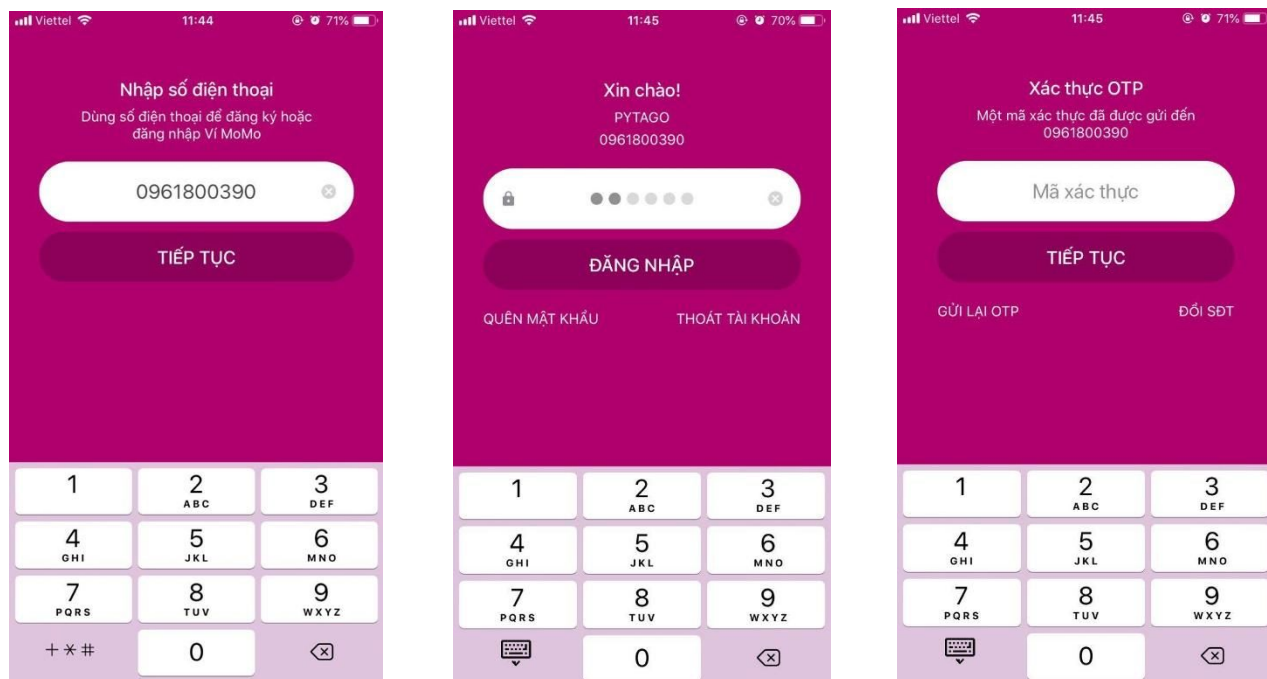 Viettel 11:44 71%
Nhập số điện thoại
Dùng số điện thoại để đăng ký hoặc
đăng nhập Ví MoMo
0961800390
TIẾP TỤC
1 2 3
ABC DEF
4 5 6
GHI JKL MNO
7 8 9
PQRS TUV WXYZ
+*# 0
Viettel 11:45 70%
Xin chào!
PYTAGO
0961800390
ĐĂNG NHẬP
QUÊN MẬT KHẨU THOÁT TÀI KHOẢN
1 2 3
ABC DEF
4 5 6
GHI JKL MNO
7 8 9
PQRS TUV WXYZ
0
Viettel 11:45 71%
Xác thực OTP
Một mã xác thực đã được gửi đến
0961800390
Mã xác thực
TIẾP TỤC
GỬI LẠI OTP ĐỔI SĐT
1 2 3
ABC DEF
4 5 6
GHI JKL MNO
7 8 9
PQRS TUV WXYZ
0